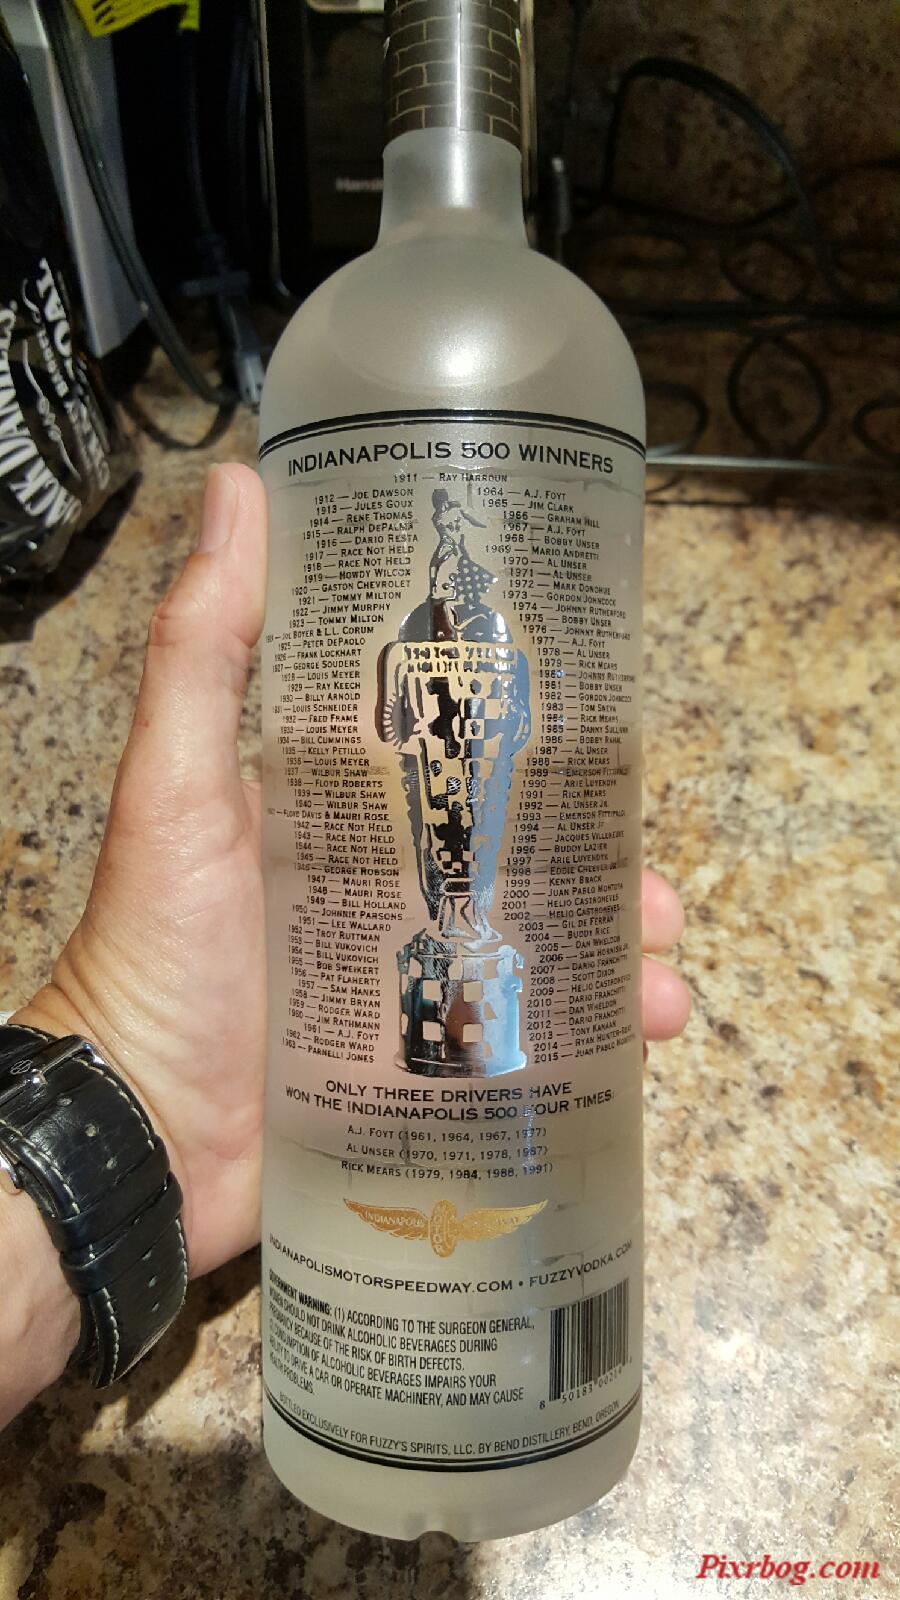 INDIANAPOLIS 500 WINNERS
1911 — RAY HARROUN
1912 — JOE DAWSON
1913 — JULES GOUX
1914 — RENE THOMAS
1915 — RALPH DEPALMA
1916 — DARIO RESTA
1917 — RACE NOT HELD
1918 — RACE NOT HELD
1919 — HOWDY WILCOX
1920 — GASTON CHEVROLET
1921 — TOMMY MILTON
1922 — JIMMY MURPHY
1923 — TOMMY MILTON
1924 — JOE BOYER & L.L. CORUM
1925 — PETER DEPAOLO
1926 — FRANK LOCKHART
1927 — GEORGE SOUDERS
1928 — LOUIS MEYER
1929 — RAY KEECH
1930 — BILLY ARNOLD
1931 — LOUIS SCHNEIDER
1932 — FRED FRAME
1933 — LOUIS MEYER
1934 — BILL CUMMINGS
1935 — KELLY PETILLO
1936 — LOUIS MEYER
1937 — WILBUR SHAW
1938 — FLOYD ROBERTS
1939 — WILBUR SHAW
1940 — WILBUR SHAW
1941 — FLOYD DAVIS & MAURI ROSE
1942 — RACE NOT HELD
1943 — RACE NOT HELD
1944 — RACE NOT HELD
1945 — RACE NOT HELD
1946 — GEORGE ROBSON
1947 — MAURI ROSE
1948 — MAURI ROSE
1949 — BILL HOLLAND
1950 — JOHNNIE PARSONS
1951 — LEE WALLARD
1952 — TROY RUTTMAN
1953 — BILL VUKOVICH
1954 — BILL VUKOVICH
1955 — BOB SWEIKERT
1956 — PAT FLAHERTY
1957 — SAM HANKS
1958 — JIMMY BRYAN
1959 — RODGER WARD
1960 — JIM RATHMANN
1961 — A.J. FOYT
1962 — RODGER WARD
1963 — PARNELLI JONES
1964 — A.J. FOYT
1965 — JIM CLARK
1966 — GRAHAM HILL
1967 — A.J. FOYT
1968 — BOBBY UNSER
1969 — MARIO ANDRETTI
1970 — AL UNSER
1971 — AL UNSER
1972 — MARK DONOHUE
1973 — GORDON JOHNCOCK
1974 — JOHNNY RUTHERFORD
1975 — BOBBY UNSER
1976 — JOHNNY RUTHERFORD
1977 — A.J. FOYT
1978 — AL UNSER
1979 — RICK MEARS
1980 — JOHNNY RUTHERFORD
1981 — BOBBY UNSER
1982 — GORDON JOHNCOCK
1983 — TOM SNEVA
1984 — RICK MEARS
1985 — DANNY SULLIVAN
1986 — BOBBY RAHAL
1987 — AL UNSER
1988 — RICK MEARS
1989 — EMERSON FITTIPALDI
1990 — ARIE LUYENDYK
1991 — RICK MEARS
1992 — AL UNSER JR.
1993 — EMERSON FITTIPALDI
1994 — AL UNSER JR
1995 — JACQUES VILLENEUVE
1996 — BUDDY LAZIER
1997 — ARIE LUYENDYK
1998 — EDDIE CHEEVER JR.
1999 — KENNY BRACK
2000 — JUAN PABLO MONTOYA
2001 — HELIO CASTRONEVES
2002 — HELIO CASTRONEVES
2003 — GIL DE FERRAN
2004 — BUDDY RICE
2005 — DAN WHELDON
2006 — SAM HORNISH JR.
2007 — DARIO FRANCHITTI
2008 — SCOTT DIXON
2009 — HELIO CASTRONEVES
2010 — DARIO FRANCHITTI
2011 — DAN WHELDON
2012 — DARIO FRANCHITTI
2013 — TONY KANAAN
2014 — RYAN HUNTER-REAY
2015 — JUAN PABLO MONTOYA
ONLY THREE DRIVERS HAVE
WON THE INDIANAPOLIS 500 FOUR TIMES:
A.J. FOYT (1961, 1964, 1967, 1977)
AL UNSER (1970, 1971, 1978, 1987)
RICK MEARS (1979, 1984, 1988, 1991)
INDIANAPOLIS MOTOR SPEEDWAY
INDIANAPOLISMOTORSPEEDWAY.COM • FUZZYVODKA.COM
GOVERNMENT WARNING: (1) ACCORDING TO THE SURGEON GENERAL,
WOMEN SHOULD NOT DRINK ALCOHOLIC BEVERAGES DURING
PREGNANCY BECAUSE OF THE RISK OF BIRTH DEFECTS.
(2) CONSUMPTION OF ALCOHOLIC BEVERAGES IMPAIRS YOUR
ABILITY TO DRIVE A CAR OR OPERATE MACHINERY, AND MAY CAUSE
HEALTH PROBLEMS.
8 50183 00214
BOTTLED EXCLUSIVELY FOR FUZZY'S SPIRITS, LLC. BY BEND DISTILLERY, BEND, OREGON
JACK DANIEL'S
Pixrbog.com